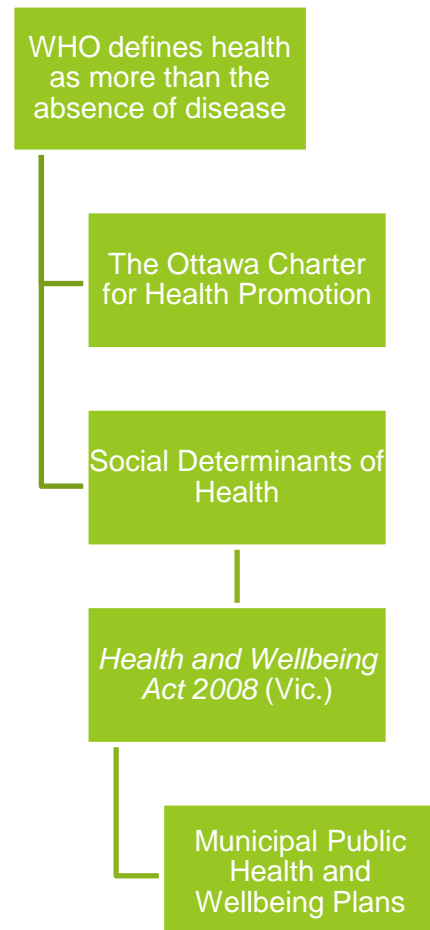 WHO defines health
as more than the
absence of disease
The Ottawa Charter
for Health Promotion
Social Determinants of
Health
Health and Wellbeing
Act 2008 (Vic.)
Municipal Public
Health and
Wellbeing Plans